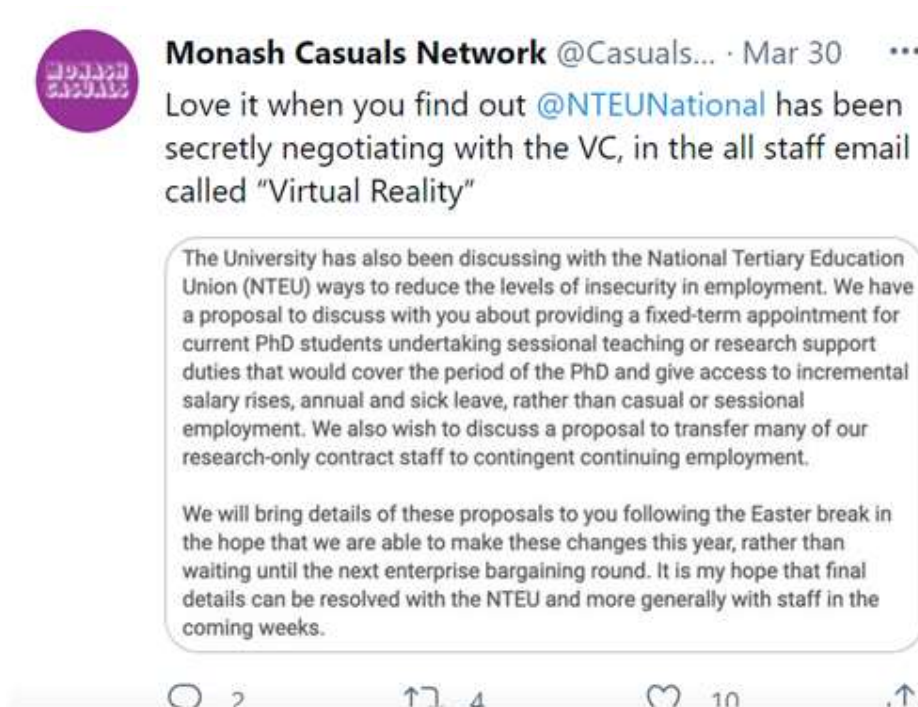 MONASH
CASUALS
Monash Casuals Network @Casuals... · Mar 30 ...
Love it when you find out @NTEUNational has been
secretly negotiating with the VC, in the all staff email
called “Virtual Reality”
The University has also been discussing with the National Tertiary Education
Union (NTEU) ways to reduce the levels of insecurity in employment. We have
a proposal to discuss with you about providing a fixed-term appointment for
current PhD students undertaking sessional teaching or research support
duties that would cover the period of the PhD and give access to incremental
salary rises, annual and sick leave, rather than casual or sessional
employment. We also wish to discuss a proposal to transfer many of our
research-only contract staff to contingent continuing employment.
We will bring details of these proposals to you following the Easter break in
the hope that we are able to make these changes this year, rather than
waiting until the next enterprise bargaining round. It is my hope that final
details can be resolved with the NTEU and more generally with staff in the
coming weeks.
2 4 10